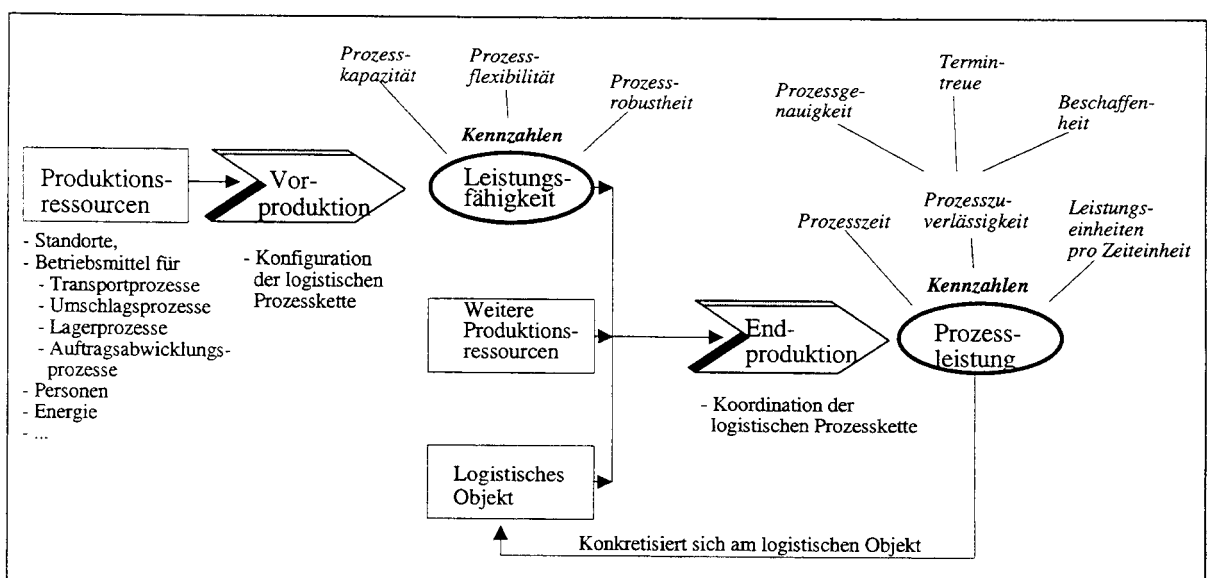 Prozess-
kapazität
Prozess-
flexibilität
Prozess-
robustheit
Kennzahlen
Leistungs-
fähigkeit
Produktions-
ressourcen
Vor-
produktion
- Standorte,
- Betriebsmittel für
- Transportprozesse
- Umschlagsprozesse
- Lagerprozesse
- Auftragsabwicklungs-
prozesse
- Personen
- Energie
- ...
- Konfiguration
der logistischen
Prozesskette
Weitere
Produktions-
ressourcen
Logistisches
Objekt
End-
produktion
- Koordination der
logistischen Prozesskette
Termin-
treue
Prozessge-
nauigkeit
Beschaffen-
heit
Prozesszeit
Prozesszu-
verlässigkeit
Leistungs-
einheiten
pro Zeiteinheit
Kennzahlen
Prozess-
leistung
Konkretisiert sich am logistischen Objekt